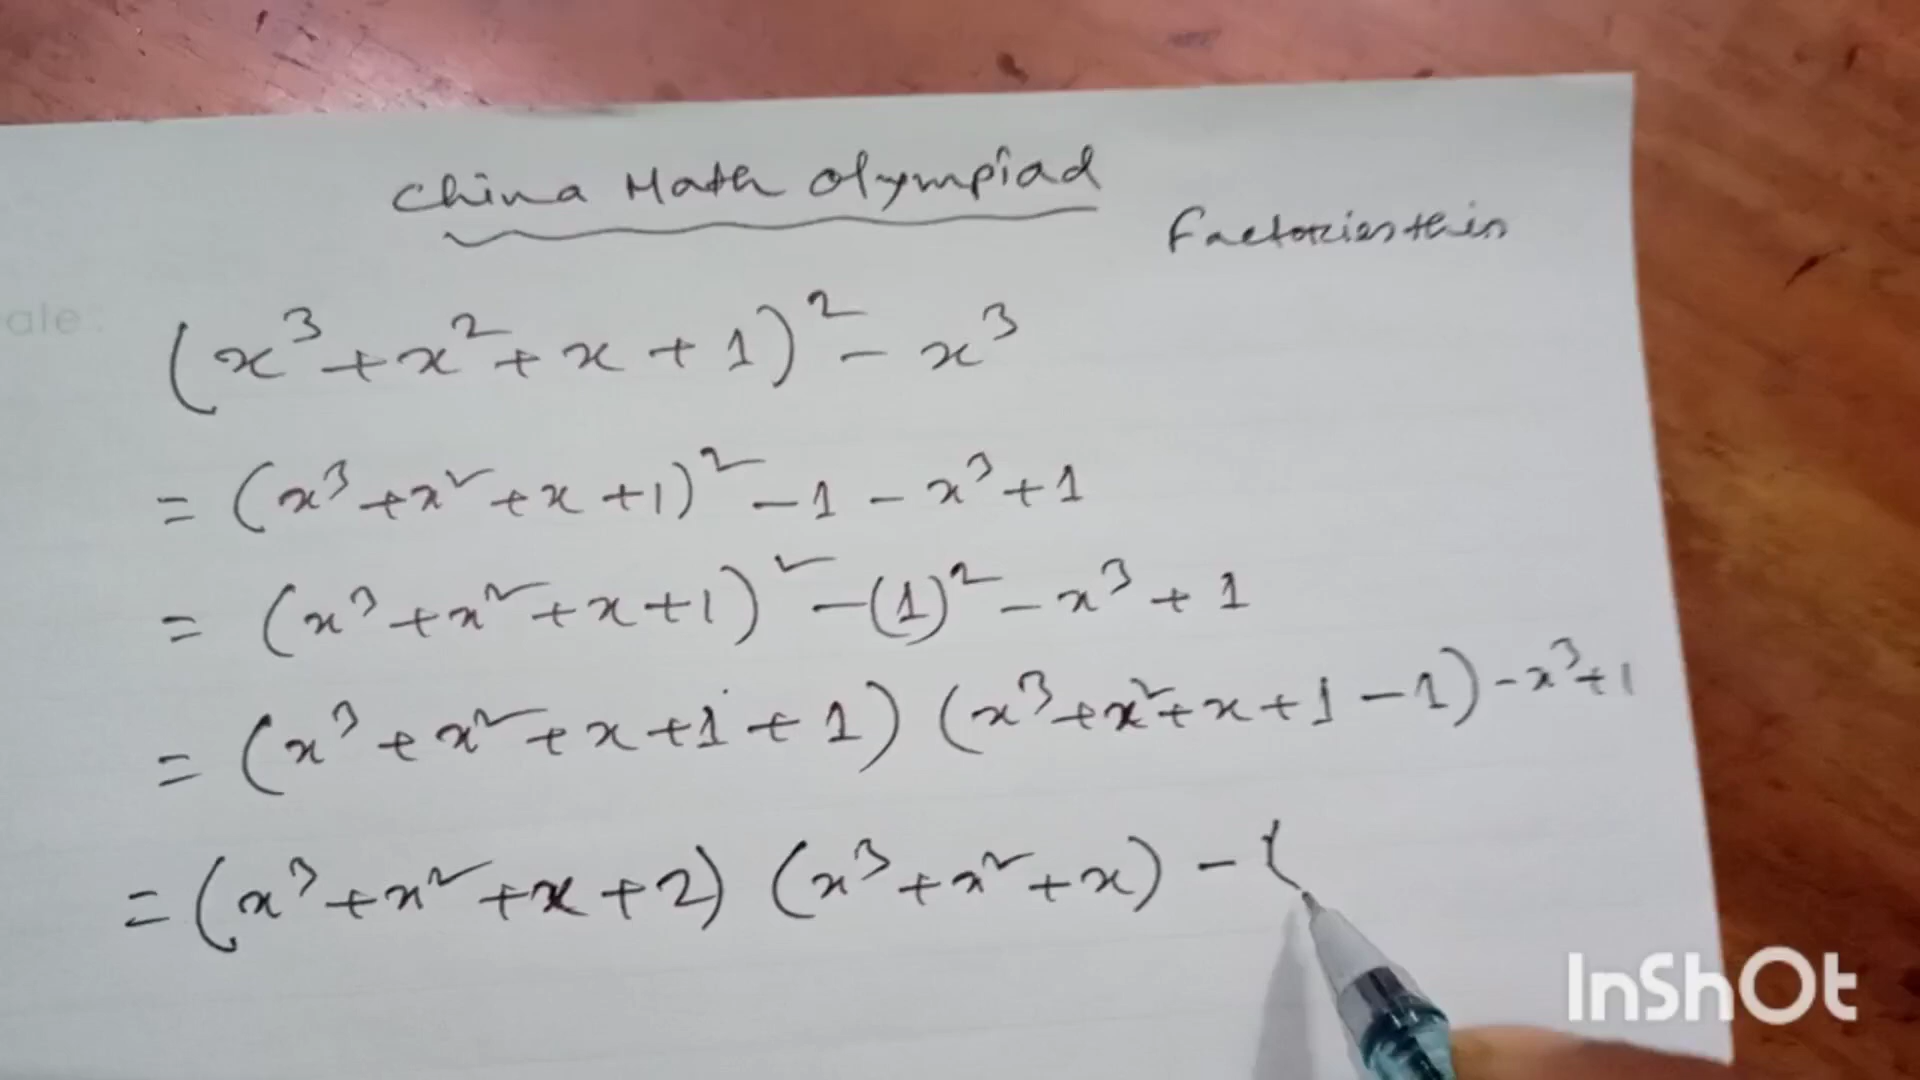 China Math Olympiad
Factories this
ale:
(x³ + x² + x + 1)² - x³
= (x³ + x² + x + 1)² - 1 - x³ + 1
= (x³ + x² + x + 1)² - (1)² - x³ + 1
= (x³ + x² + x + 1 + 1) (x³ + x² + x + 1 - 1) - x³ + 1
= (x³ + x² + x + 2) (x³ + x² + x) - (
InShOt